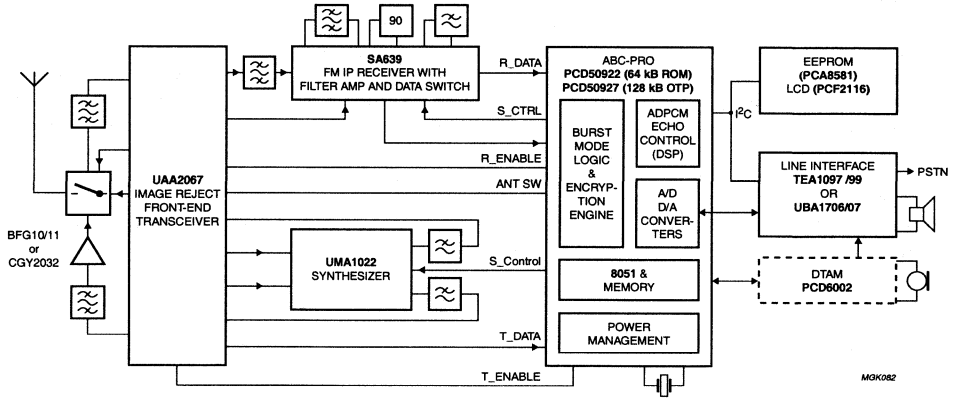 90
SA639
FM IP RECEIVER WITH
FILTER AMP AND DATA SWITCH
R_DATA
S_CTRL
R_ENABLE
ANT SW
UAA2067
IMAGE REJECT
FRONT-END
TRANSCEIVER
BFG10/11
or
CGY2032
UMA1022
SYNTHESIZER
S_Control
T_DATA
T_ENABLE
ABC-PRO
PCD50922 (64 kB ROM)
PCD50927 (128 kB OTP)
BURST
MODE
LOGIC
&
ENCRYP-
TION
ENGINE
ADPCM
ECHO
CONTROL
(DSP)
A/D
D/A
CONVER-
TERS
8051 &
MEMORY
POWER
MANAGEMENT
I²C
EEPROM
(PCA8581)
LCD (PCF2116)
LINE INTERFACE
TEA1097 /99
OR
UBA1706/07
PSTN
DTAM
PCD6002
MGK082